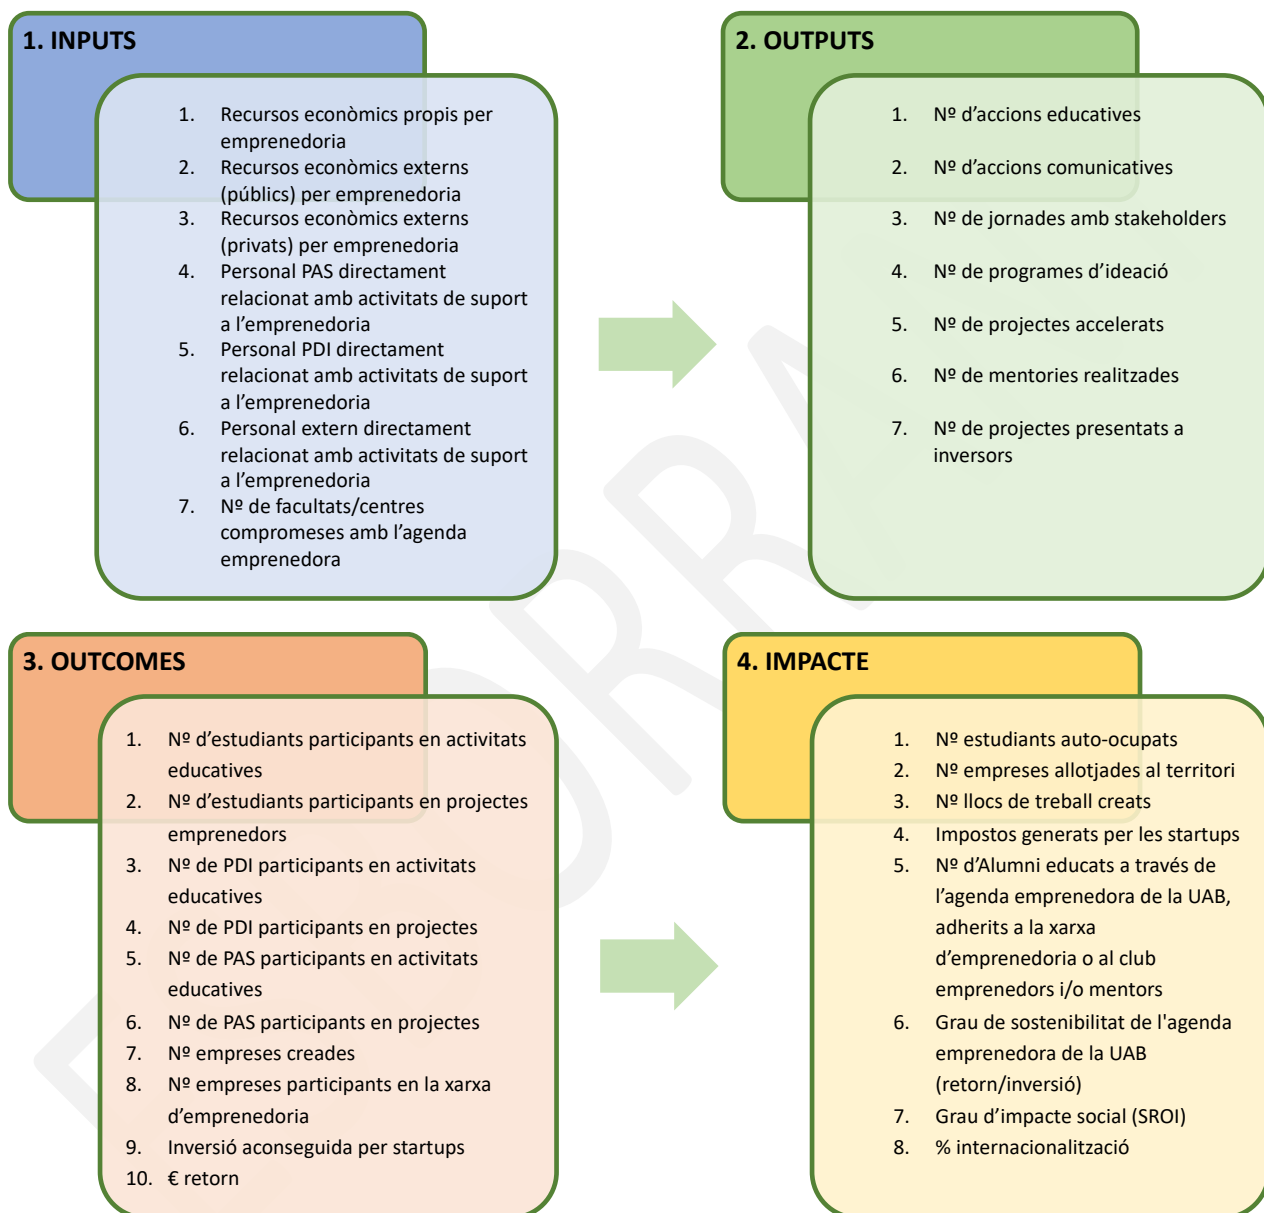 1. INPUTS
1. Recursos econòmics propis per
emprenedoria
2. Recursos econòmics externs
(públics) per emprenedoria
3. Recursos econòmics externs
(privats) per emprenedoria
4. Personal PAS directament
relacionat amb activitats de suport
a l’emprenedoria
5. Personal PDI directament
relacionat amb activitats de suport
a l’emprenedoria
6. Personal extern directament
relacionat amb activitats de suport
a l’emprenedoria
7. Nº de facultats/centres
compromeses amb l’agenda
emprenedora
2. OUTPUTS
1. Nº d’accions educatives
2. Nº d’accions comunicatives
3. Nº de jornades amb stakeholders
4. Nº de programes d’ideació
5. Nº de projectes accelerats
6. Nº de mentories realitzades
7. Nº de projectes presentats a
inversors
3. OUTCOMES
1. Nº d’estudiants participants en activitats
educatives
2. Nº d’estudiants participants en projectes
emprenedors
3. Nº de PDI participants en activitats
educatives
4. Nº de PDI participants en projectes
5. Nº de PAS participants en activitats
educatives
6. Nº de PAS participants en projectes
7. Nº empreses creades
8. Nº empreses participants en la xarxa
d’emprenedoria
9. Inversió aconseguida per startups
10. € retorn
4. IMPACTE
1. Nº estudiants auto-ocupats
2. Nº empreses allotjades al territori
3. Nº llocs de treball creats
4. Impostos generats per les startups
5. Nº d’Alumni educats a través de
l’agenda emprenedora de la UAB,
adherits a la xarxa
d’emprenedoria o al club
emprenedors i/o mentors
6. Grau de sostenibilitat de l'agenda
emprenedora de la UAB
(retorn/inversió)
7. Grau d’impacte social (SROI)
8. % internacionalització